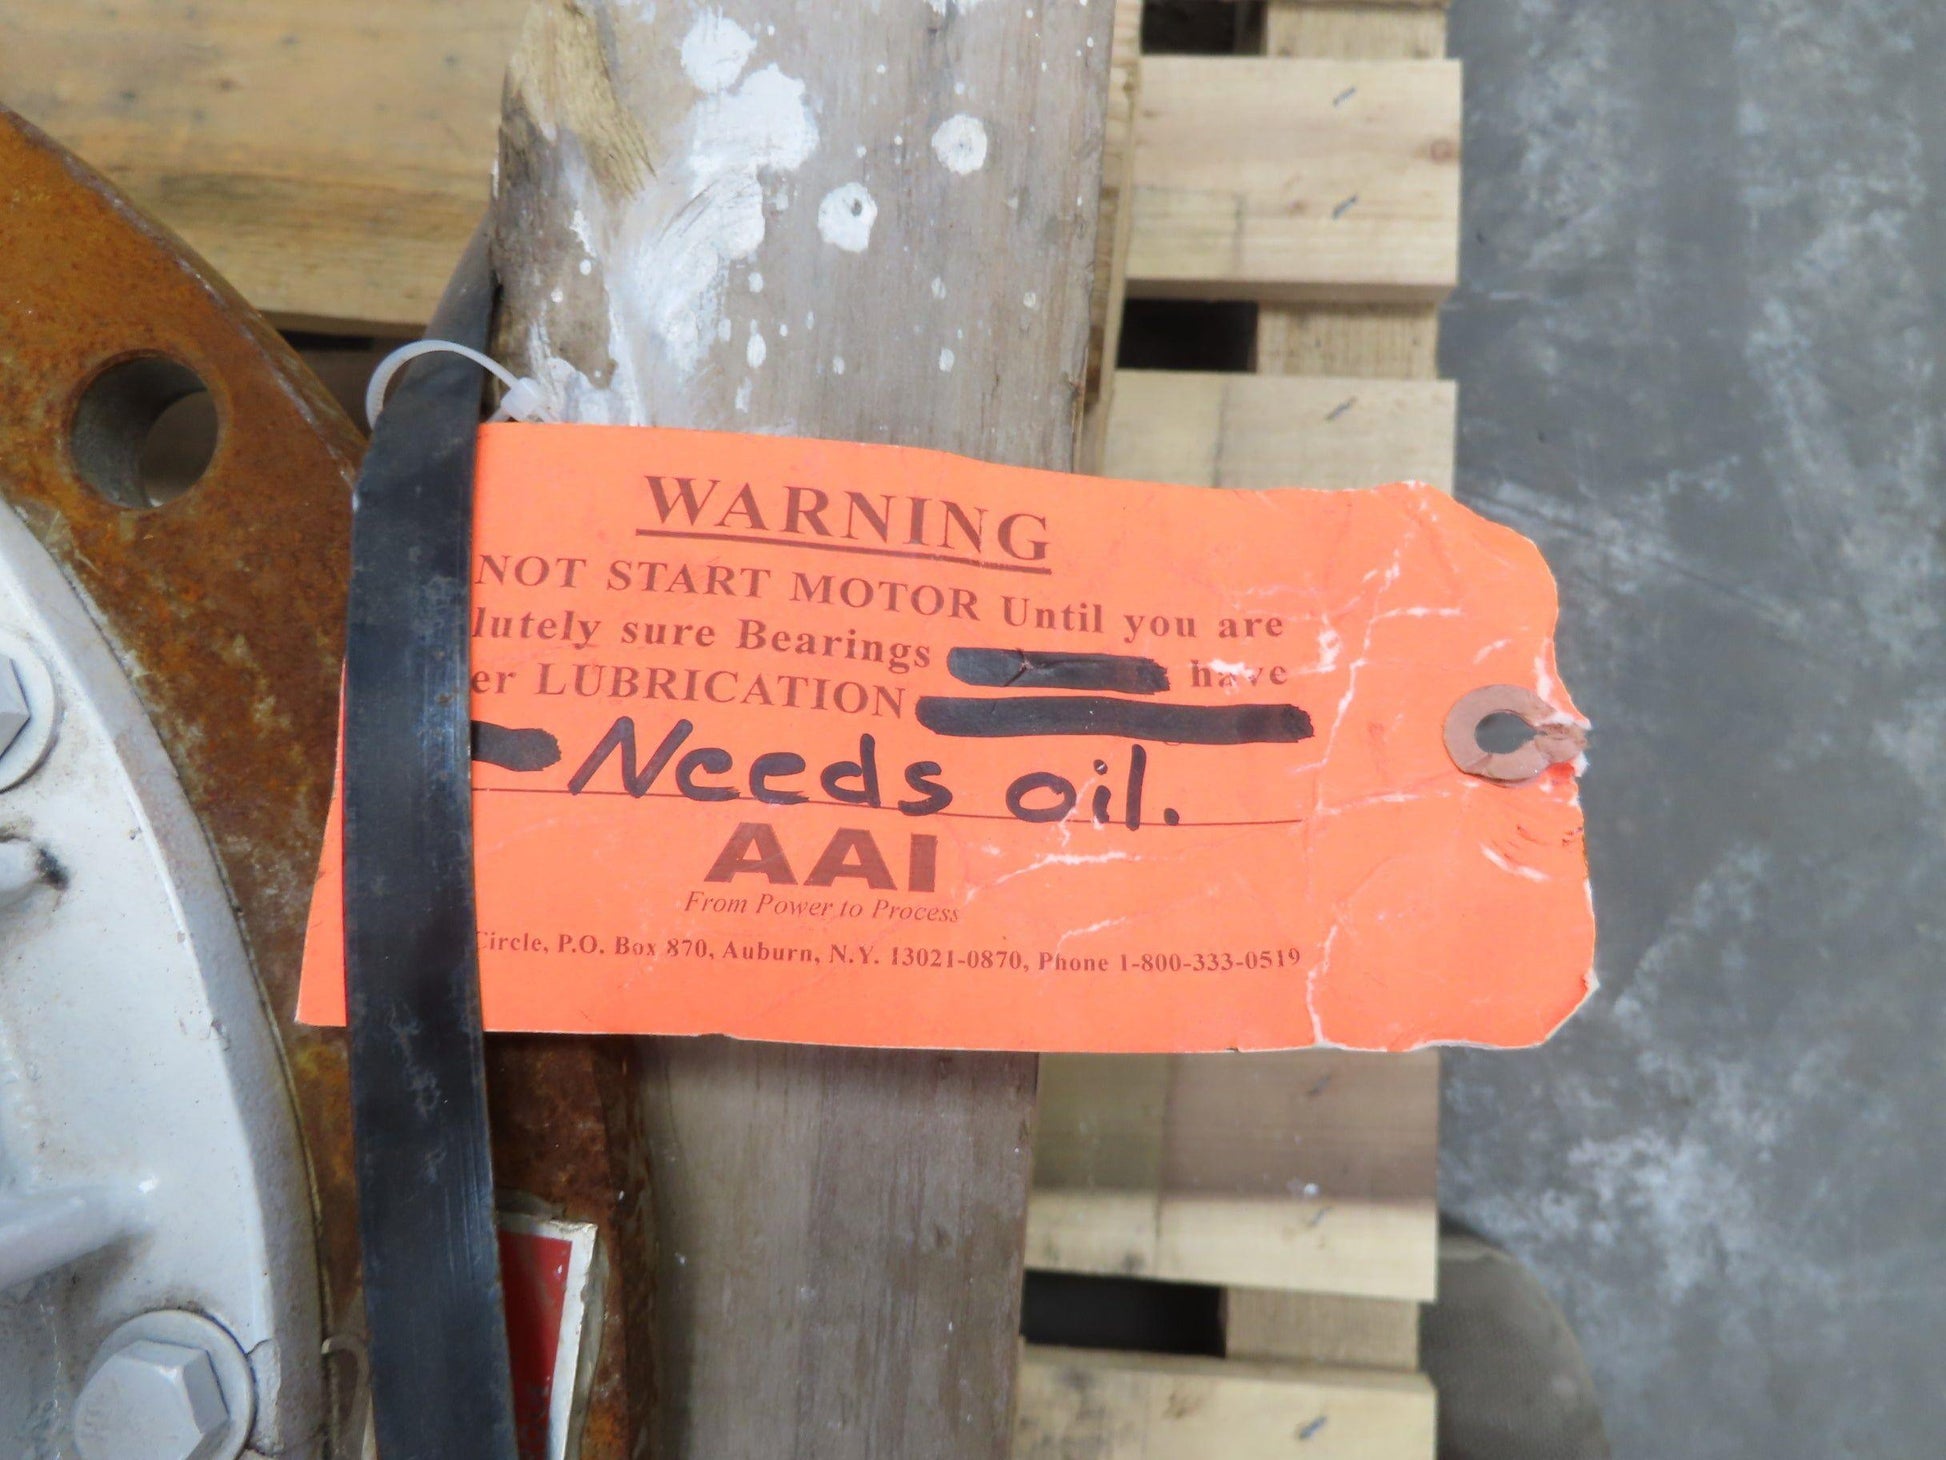 WARNING
NOT START MOTOR Until you are
lutely sure Bearings have
er LUBRICATION
Needs oil.
AAI
From Power to Process
Circle, P.O. Box 870, Auburn, N.Y. 13021-0870, Phone 1-800-333-0519